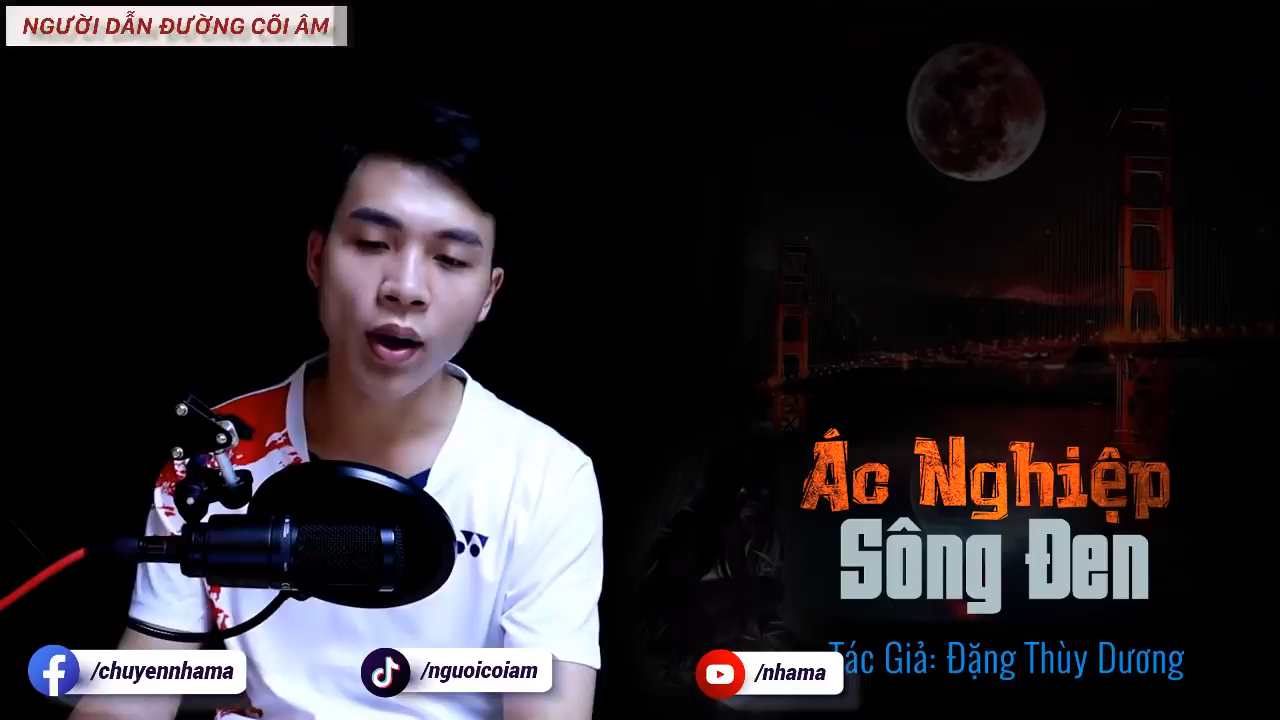 NGƯỜI DẪN ĐƯỜNG CÕI ÂM
Ác Nghiệp
Sông Đen
Tác Giả: Đặng Thùy Dương
/chuyennhama
/nguoicoiam
/nhama